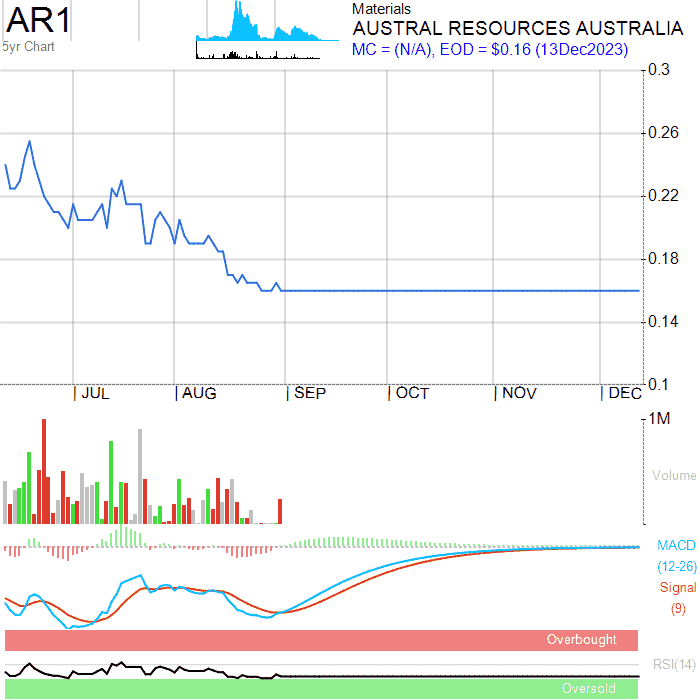 AR1
5yr Chart
Materials
AUSTRAL RESOURCES AUSTRALIA
MC = (N/A), EOD = $0.16 (13Dec2023)
0.3
0.26
0.22
0.18
0.14
0.1
JUL AUG SEP OCT NOV DEC
1M
Volume
MACD
(12-26)
Signal
(9)
Overbought
RSI(14)
Oversold